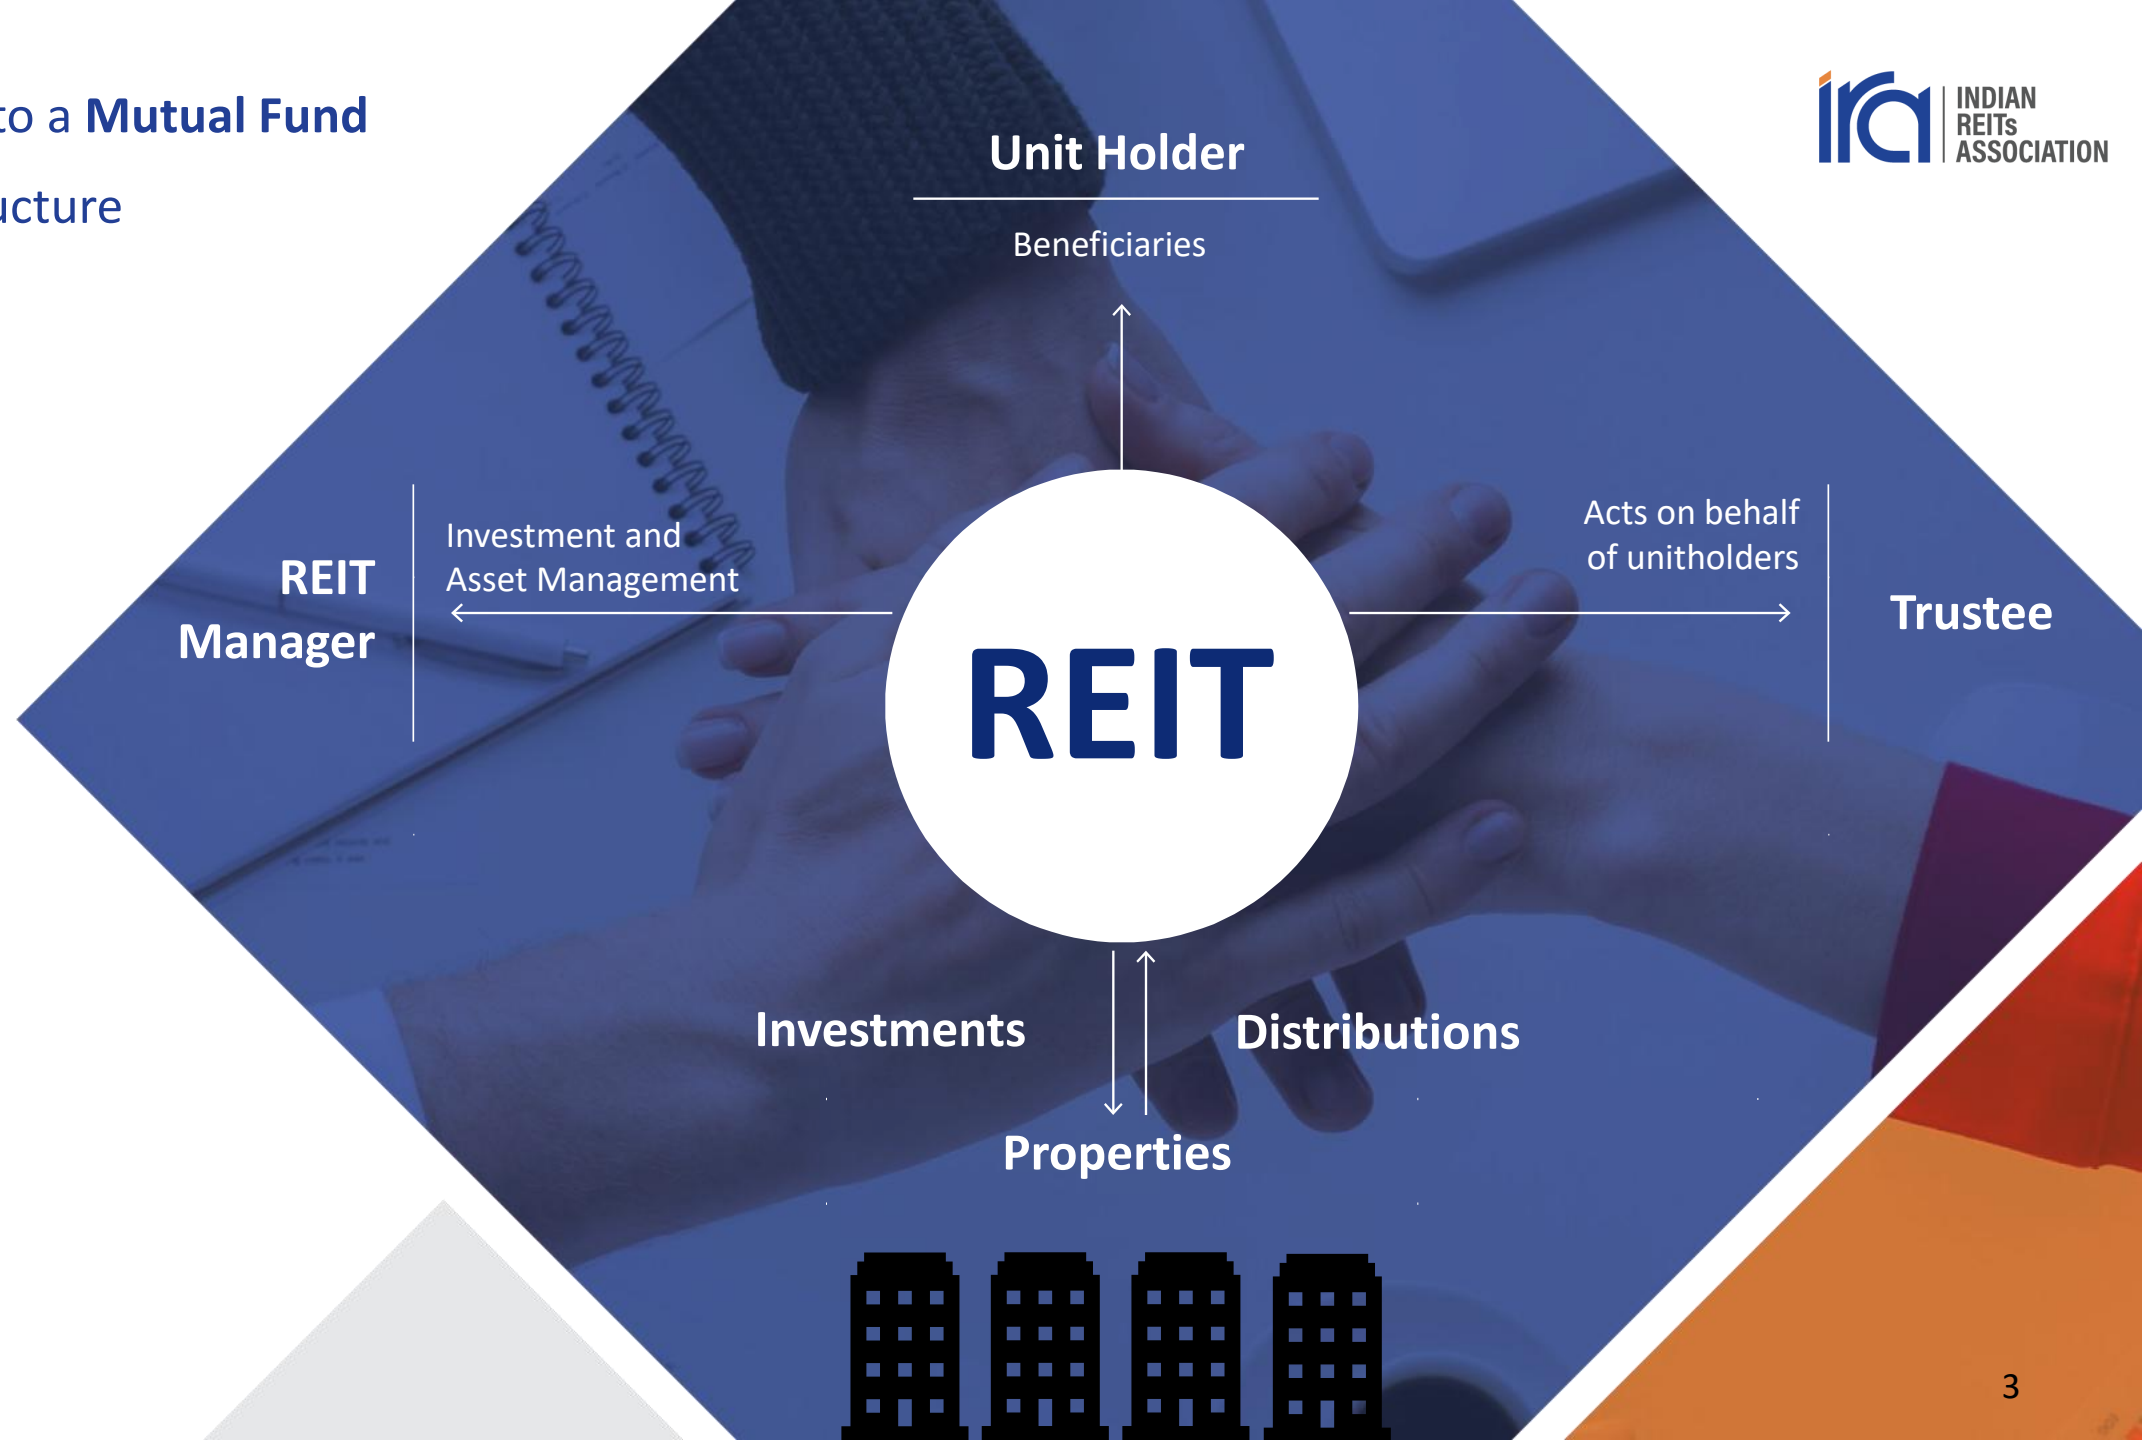 to a Mutual Fund
ucture
ira
INDIAN
REITs
ASSOCIATION
Unit Holder
Beneficiaries
Investment and
Asset Management
REIT
Manager
Acts on behalf
of unitholders
Trustee
REIT
Investments
Distributions
Properties
3